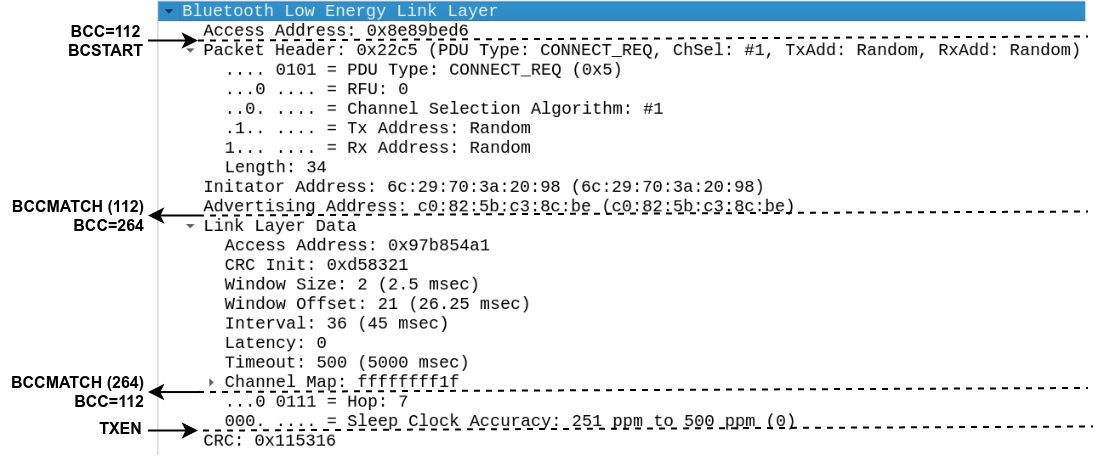 Bluetooth Low Energy Link Layer
BCC=112
Access Address: 0x8e89bed6
BCSTART
Packet Header: 0x22c5 (PDU Type: CONNECT_REQ, ChSel: #1, TxAdd: Random, RxAdd: Random)
.... 0101 = PDU Type: CONNECT_REQ (0x5)
...0 .... = RFU: 0
..0. .... = Channel Selection Algorithm: #1
.1.. .... = Tx Address: Random
1... .... = Rx Address: Random
Length: 34
Initator Address: 6c:29:70:3a:20:98 (6c:29:70:3a:20:98)
BCCMATCH (112)
Advertising Address: c0:82:5b:c3:8c:be (c0:82:5b:c3:8c:be)
BCC=264
Link Layer Data
Access Address: 0x97b854a1
CRC Init: 0xd58321
Window Size: 2 (2.5 msec)
Window Offset: 21 (26.25 msec)
Interval: 36 (45 msec)
Latency: 0
Timeout: 500 (5000 msec)
BCCMATCH (264)
Channel Map: ffffffff1f
BCC=112
...0 0111 = Hop: 7
000. .... = Sleep Clock Accuracy: 251 ppm to 500 ppm (0)
TXEN
CRC: 0x115316